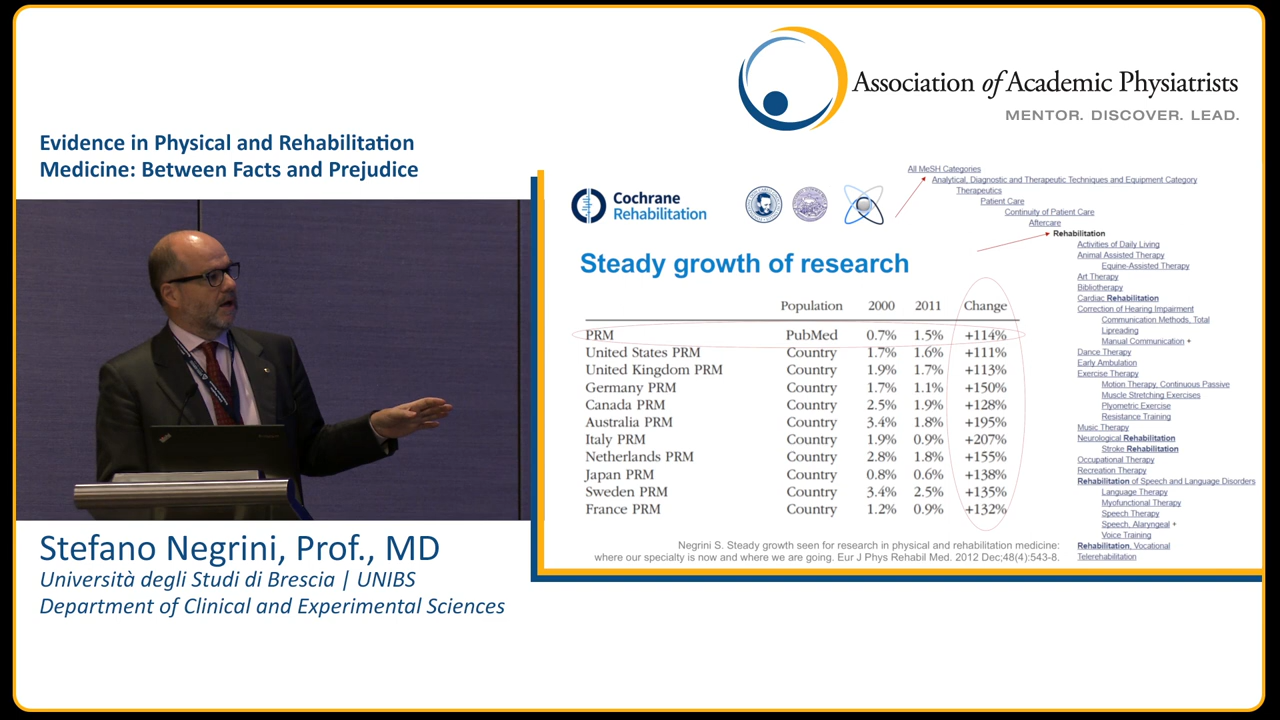 Association of Academic Physiatrists
MENTOR. DISCOVER. LEAD.
Evidence in Physical and Rehabilitation
Medicine: Between Facts and Prejudice
Stefano Negrini, Prof., MD
Università degli Studi di Brescia | UNIBS
Department of Clinical and Experimental Sciences
Cochrane
Rehabilitation
Steady growth of research
Population 2000 2011 Change
PRM PubMed 0.7% 1.5% +114%
United States PRM Country 1.7% 1.6% +111%
United Kingdom PRM Country 1.9% 1.7% +113%
Germany PRM Country 1.7% 1.1% +150%
Canada PRM Country 2.5% 1.9% +128%
Australia PRM Country 3.4% 1.8% +195%
Italy PRM Country 1.9% 0.9% +207%
Netherlands PRM Country 2.8% 1.8% +155%
Japan PRM Country 0.8% 0.6% +138%
Sweden PRM Country 3.4% 2.5% +135%
France PRM Country 1.2% 0.9% +132%
Negrini S. Steady growth seen for research in physical and rehabilitation medicine:
where our specialty is now and where we are going. Eur J Phys Rehabil Med. 2012 Dec;48(4):543-8.
All MeSH Categories
Analytical, Diagnostic and Therapeutic Techniques and Equipment Category
Therapeutics
Patient Care
Continuity of Patient Care
Aftercare
Rehabilitation
Activities of Daily Living
Animal Assisted Therapy
Equine-Assisted Therapy
Art Therapy
Bibliotherapy
Cardiac Rehabilitation
Correction of Hearing Impairment
Communication Methods, Total
Lipreading
Manual Communication +
Dance Therapy
Early Ambulation
Exercise Therapy
Motion Therapy, Continuous Passive
Muscle Stretching Exercises
Plyometric Exercise
Resistance Training
Music Therapy
Neurological Rehabilitation
Stroke Rehabilitation
Occupational Therapy
Recreation Therapy
Rehabilitation of Speech and Language Disorders
Language Therapy
Myofunctional Therapy
Speech Therapy
Speech, Alaryngeal +
Voice Training
Rehabilitation, Vocational
Telerehabilitation